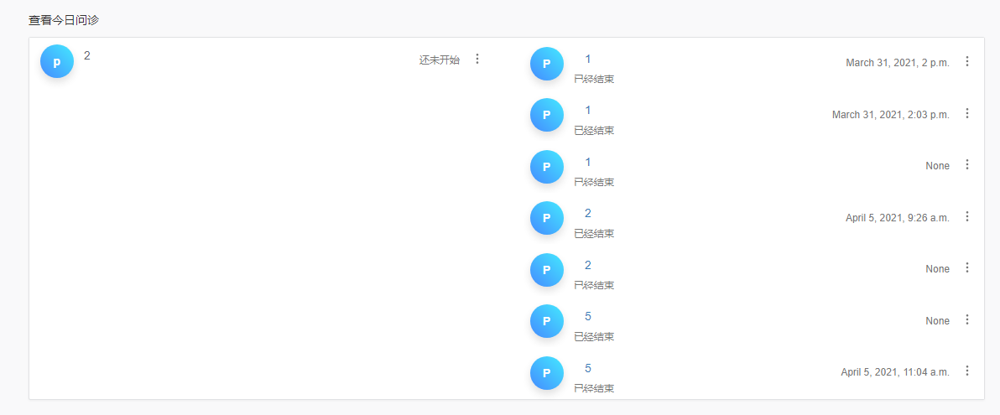 查看今日问诊
p 2 还未开始
P 1 March 31, 2021, 2 p.m.
已经结束
P 1 March 31, 2021, 2:03 p.m.
已经结束
P 1 None
已经结束
P 2 April 5, 2021, 9:26 a.m.
已经结束
P 2 None
已经结束
P 5 None
已经结束
P 5 April 5, 2021, 11:04 a.m.
已经结束